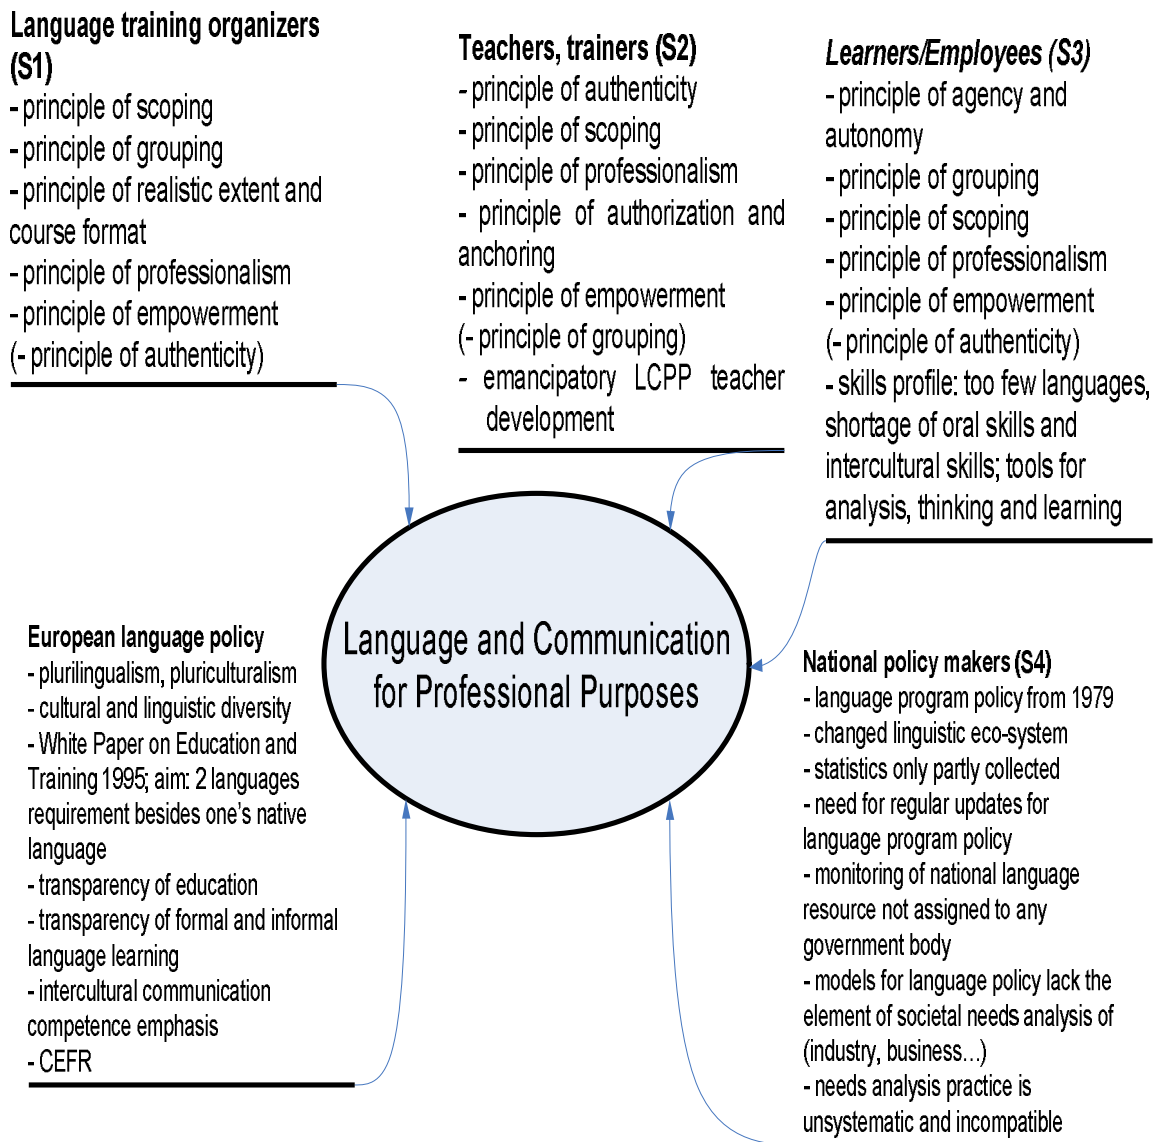 Language training organizers
(S1)
- principle of scoping
- principle of grouping
- principle of realistic extent and
course format
- principle of professionalism
- principle of empowerment
(- principle of authenticity)
Teachers, trainers (S2)
- principle of authenticity
- principle of scoping
- principle of professionalism
- principle of authorization and
anchoring
- principle of empowerment
(- principle of grouping)
- emancipatory LCPP teacher
development
Learners/Employees (S3)
- principle of agency and
autonomy
- principle of grouping
- principle of scoping
- principle of professionalism
- principle of empowerment
(- principle of authenticity)
- skills profile: too few languages,
shortage of oral skills and
intercultural skills; tools for
analysis, thinking and learning
Language and Communication
for Professional Purposes
European language policy
- plurilingualism, pluriculturalism
- cultural and linguistic diversity
- White Paper on Education and
Training 1995; aim: 2 languages
requirement besides one's native
language
- transparency of education
- transparency of formal and informal
language learning
- intercultural communication
competence emphasis
- CEFR
National policy makers (S4)
- language program policy from 1979
- changed linguistic eco-system
- statistics only partly collected
- need for regular updates for
language program policy
- monitoring of national language
resource not assigned to any
government body
- models for language policy lack the
element of societal needs analysis of
(industry, business…)
- needs analysis practice is
unsystematic and incompatible